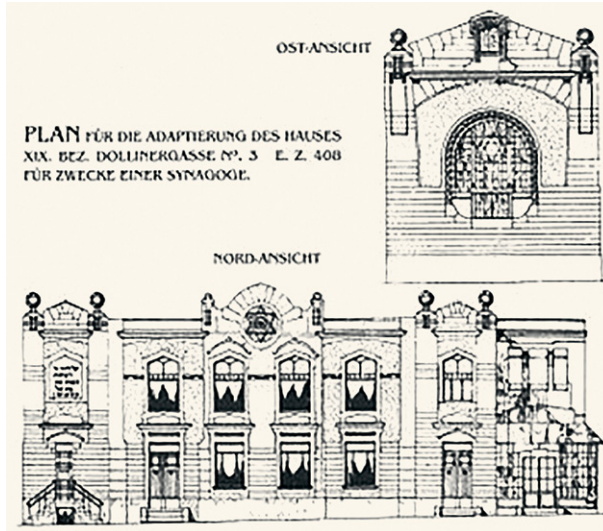 OST-ANSICHT
PLAN FÜR DIE ADAPTIERUNG DES HAUSES
XIX. BEZ. DOLLINERGASSE Nº. 3 E. Z. 408
FÜR ZWECKE EINER SYNAGOGE.
NORD-ANSICHT